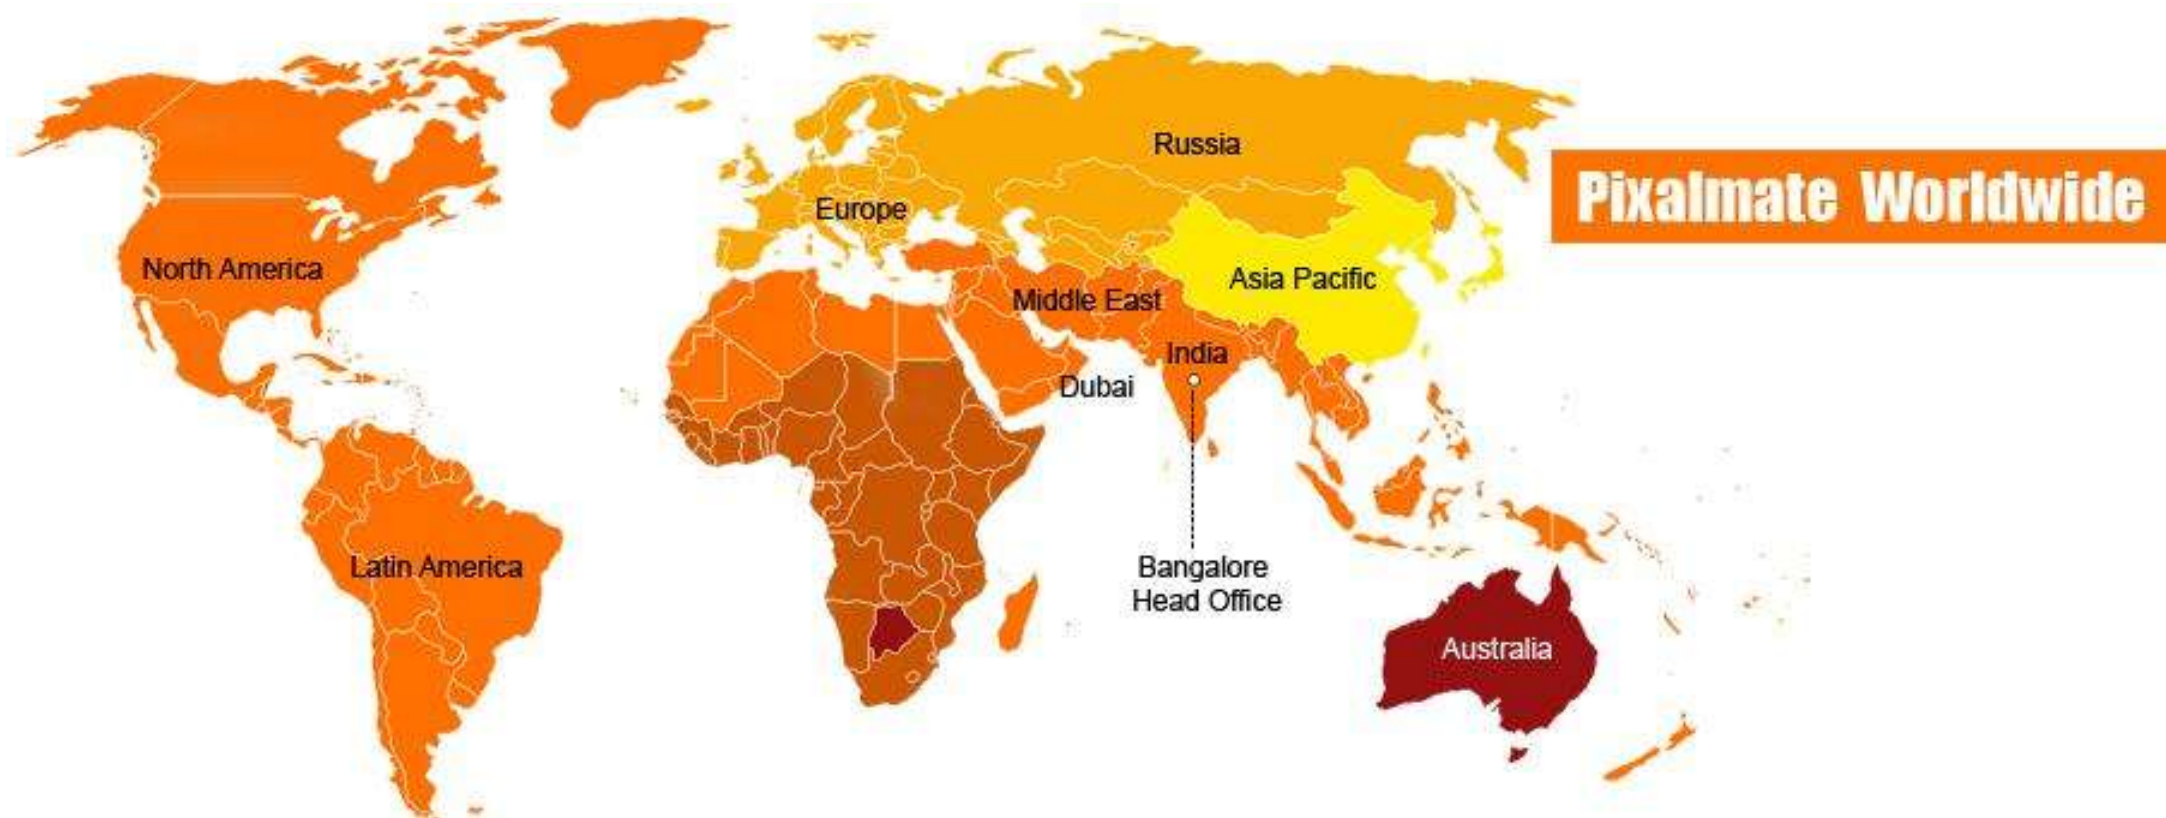 Russia
Pixalmate Worldwide
Europe
North America
Asia Pacific
Middle East
India
Dubai
Latin America
Bangalore
Head Office
Australia